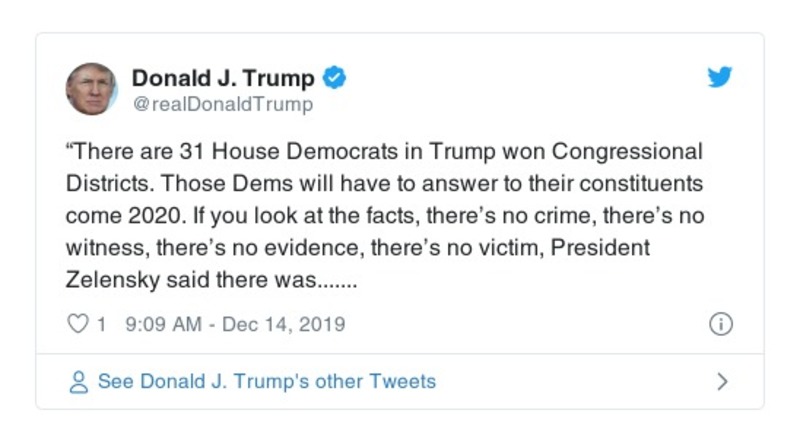 Donald J. Trump
@realDonaldTrump
“There are 31 House Democrats in Trump won Congressional
Districts. Those Dems will have to answer to their constituents
come 2020. If you look at the facts, there’s no crime, there’s no
witness, there’s no evidence, there’s no victim, President
Zelensky said there was.......
1 9:09 AM - Dec 14, 2019
See Donald J. Trump's other Tweets